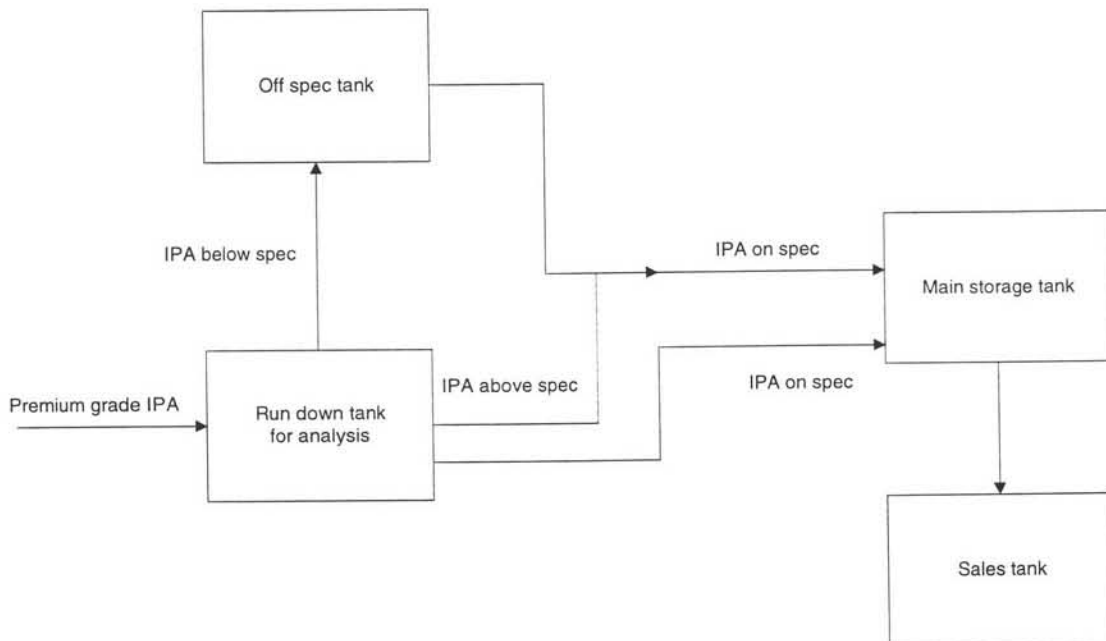 Off spec tank
IPA below spec
IPA on spec
Main storage tank
IPA above spec
IPA on spec
Premium grade IPA
Run down tank
for analysis
Sales tank